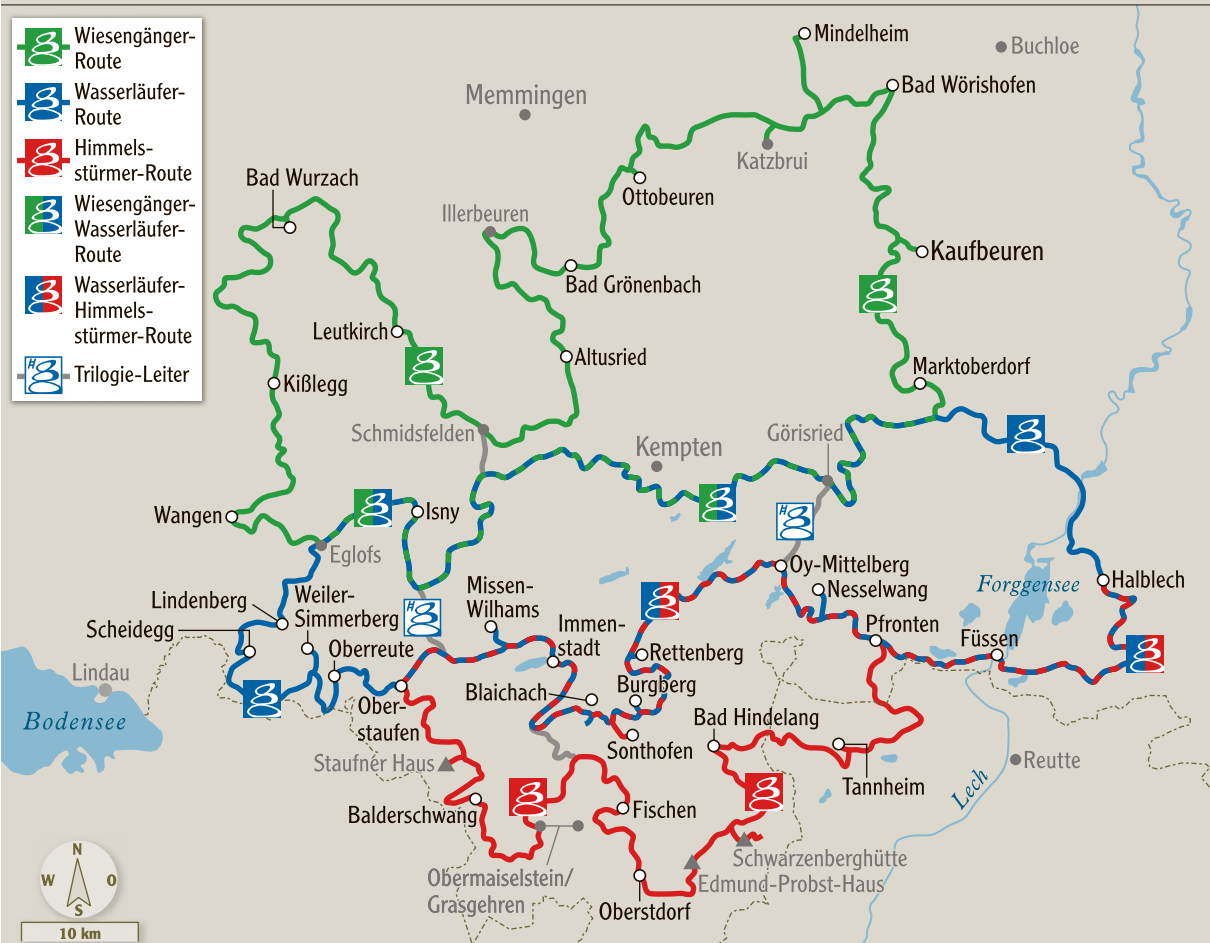 Wiesengänger-
Route
Wasserläufer-
Route
Himmels-
stürmer-Route
Wiesengänger-
Wasserläufer-
Route
Wasserläufer-
Himmels-
stürmer-Route
H
Trilogie-Leiter
Mindelheim
Buchloe
Bad Wörishofen
Memmingen
Katzbrui
Bad Wurzach
Ottobeuren
Illerbeuren
Kaufbeuren
Bad Grönenbach
Leutkirch
Altusried
Marktoberdorf
Kißlegg
Schmidsfelden
Kempten
Görisried
Wangen
Isny
H
Eglofs
Oy-Mittelberg
Nesselwang
Forggensee
Halblech
Missen-
Wilhams
Weiler-
Simmerberg
Lindenberg
H
Scheidegg
Immen-
stadt
Pfronten
Füssen
Oberreute
Rettenberg
Lindau
Blaichach
Burgberg
Bodensee
Ober-
staufen
Bad Hindelang
Sonthofen
Staufner Haus
Reutte
Tannheim
Lech
Balderschwang
Fischen
Schwarzenberghütte
Obermaiselstein/
Grasgehren
Edmund-Probst-Haus
Oberstdorf
N
W
O
S
10 km